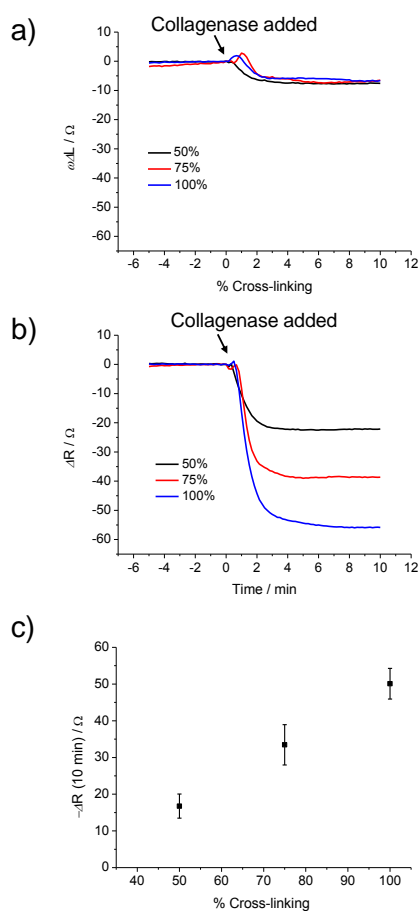 a)
Collagenase added
0
-10
-20
-30
-40
-50
-60
ωΔL / Ω
50%
75%
100%
-6 -4 -2 0 2 4 6 8 10 12
% Cross-linking
b)
Collagenase added
0
-10
-20
-30
-40
-50
-60
ΔR / Ω
50%
75%
100%
-6 -4 -2 0 2 4 6 8 10 12
Time / min
c)
60
50
40
30
20
10
0
-ΔR (10 min) / Ω
40 50 60 70 80 90 100
% Cross-linking